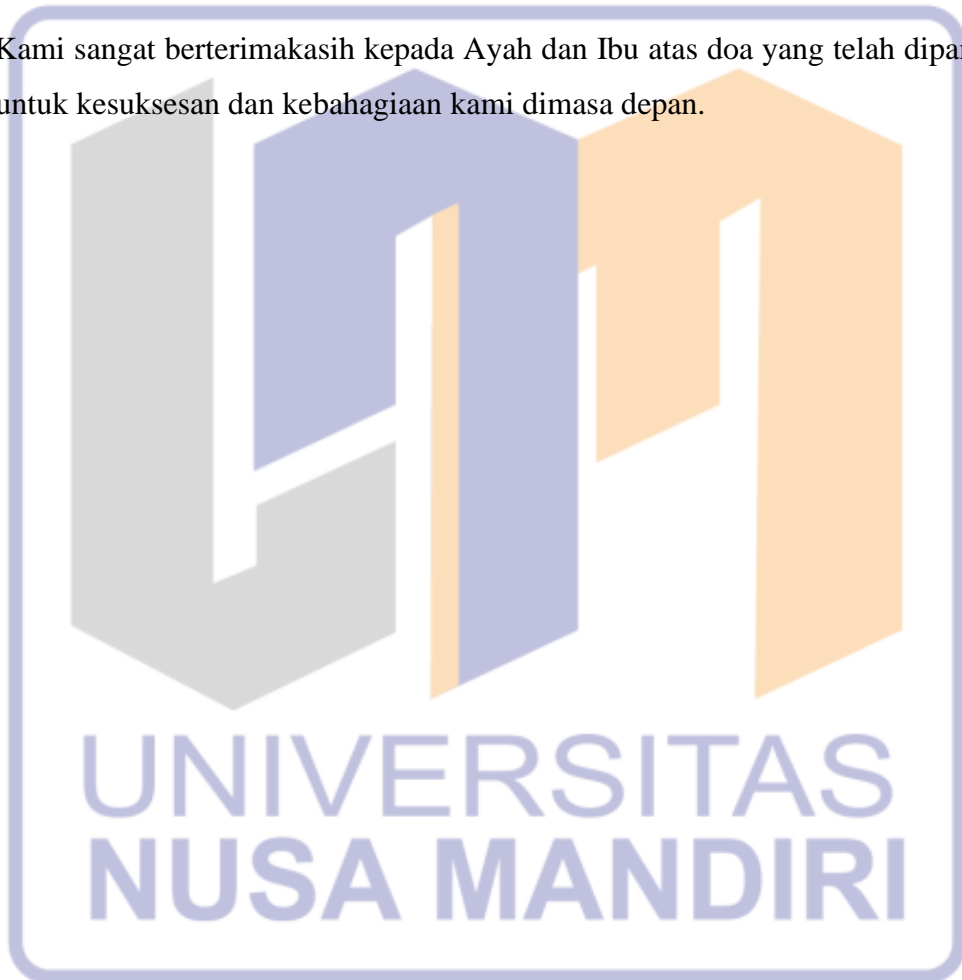 Kami sangat berterimakasih kepada Ayah dan Ibu atas doa yang telah
untuk kesuksesan dan kebahagiaan kami dimasa depan.
UNIVERSITAS
NUSA MANDIRI